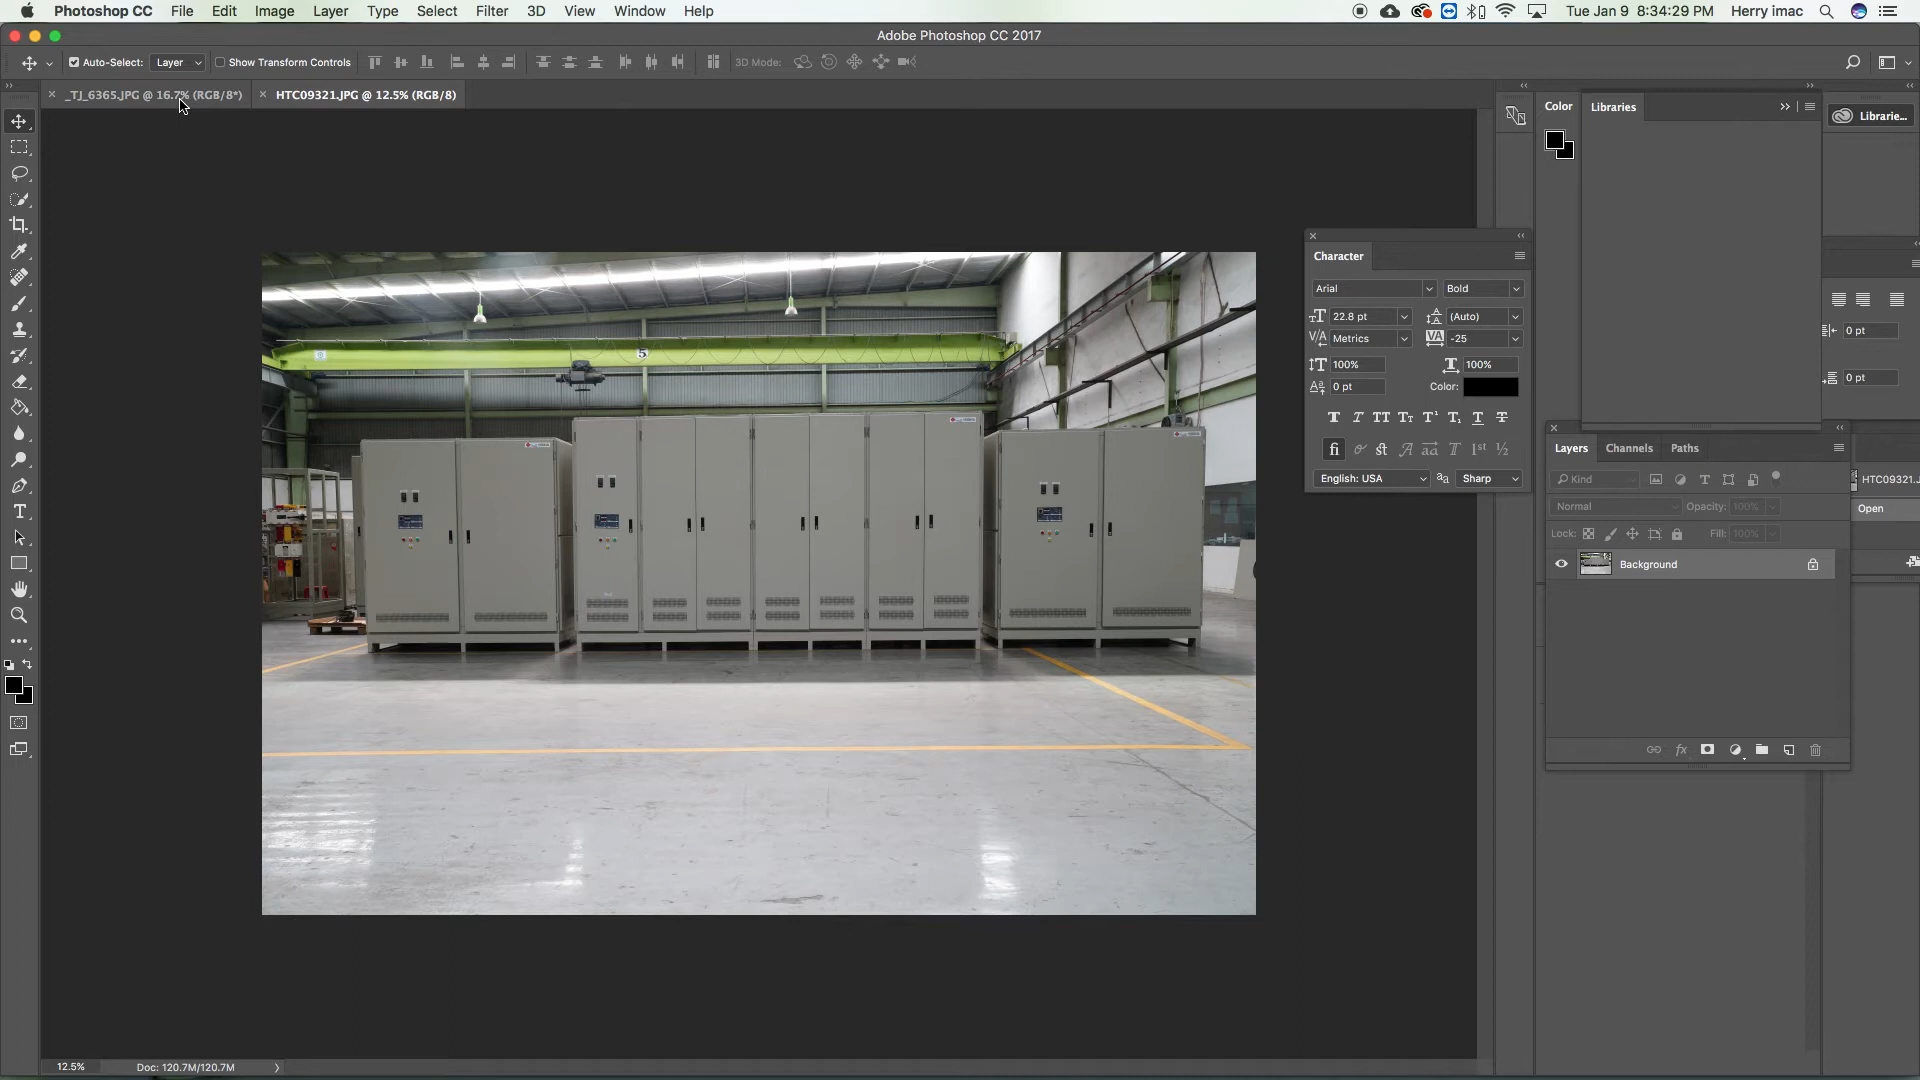 Photoshop CC File Edit Image Layer Type Select Filter 3D View Window Help Tue Jan 9 8:34:29 PM Herry imac
Adobe Photoshop CC 2017
Auto-Select: Layer Show Transform Controls 3D Mode:
_TJ_6365.JPG @ 16.7% (RGB/8*) HTC09321.JPG @ 12.5% (RGB/8)
Color
Libraries
Librarie...
5
Character
Arial Bold
22.8 pt (Auto)
Metrics -25
100% 100%
0 pt Color:
English: USA Sharp
0 pt
0 pt
Layers Channels Paths
Kind
Normal Opacity: 100%
Lock: Fill: 100%
Background
HTC09321.J
Open
12.5% Doc: 120.7M/120.7M